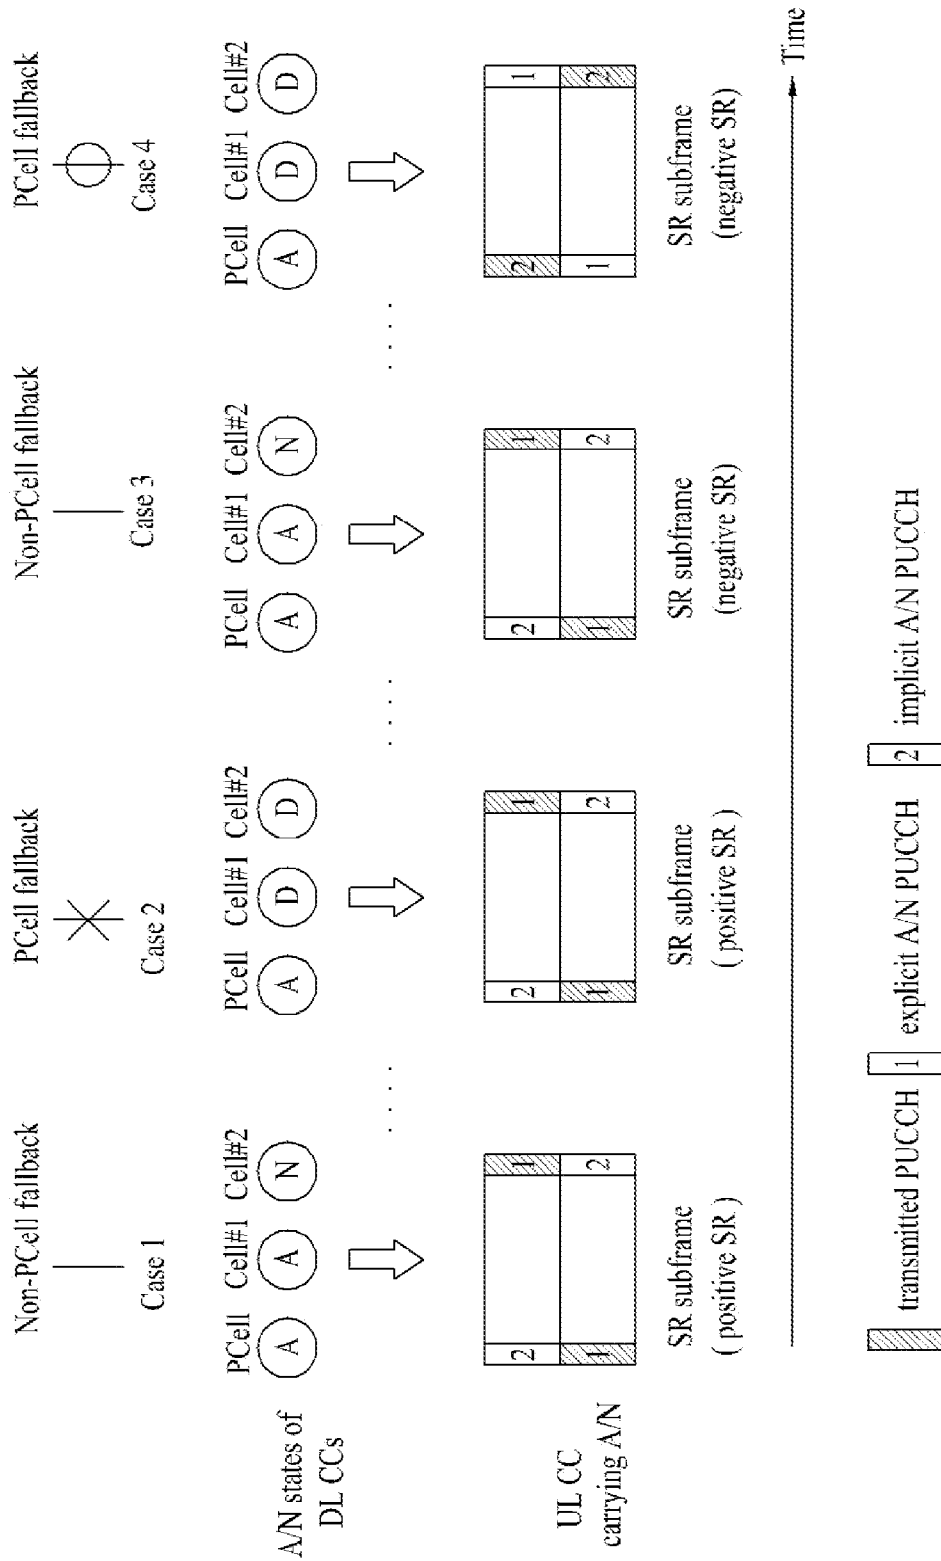 Non-PCell fallback
Case 1
PCell Cell#1 Cell#2
A A N
2 1
1 2
SR subframe
( positive SR )
PCell fallback
Case 2
PCell Cell#1 Cell#2
A D D
2 1
1 2
SR subframe
( positive SR )
Non-PCell fallback
Case 3
PCell Cell#1 Cell#2
A A N
2 1
1 2
SR subframe
(negative SR)
PCell fallback
Case 4
PCell Cell#1 Cell#2
A D D
2 1
1 2
SR subframe
(negative SR)
A/N states of
DL CCs
. . . .
. . . .
. . . .
UL CC
carrying A/N
Time
transmitted PUCCH
1 explicit A/N PUCCH
2 implicit A/N PUCCH